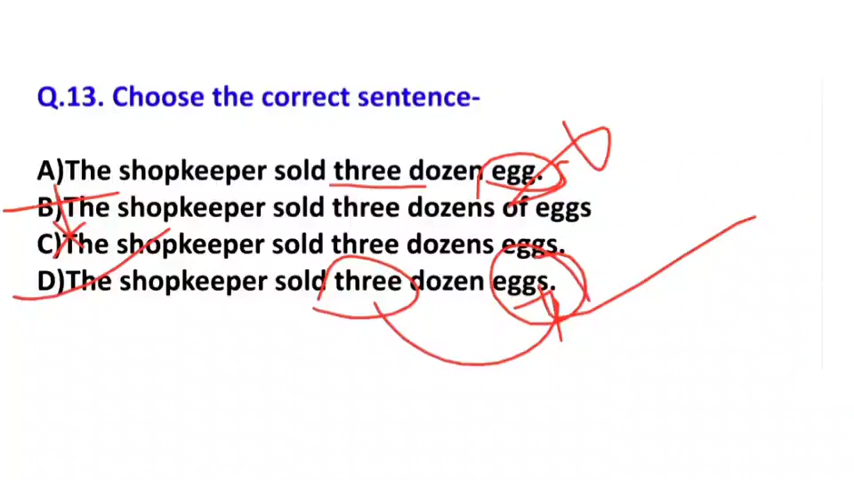 Q.13. Choose the correct sentence-
A)The shopkeeper sold three dozen egg.
B)The shopkeeper sold three dozens of eggs
C)The shopkeeper sold three dozens eggs.
D)The shopkeeper sold three dozen eggs.